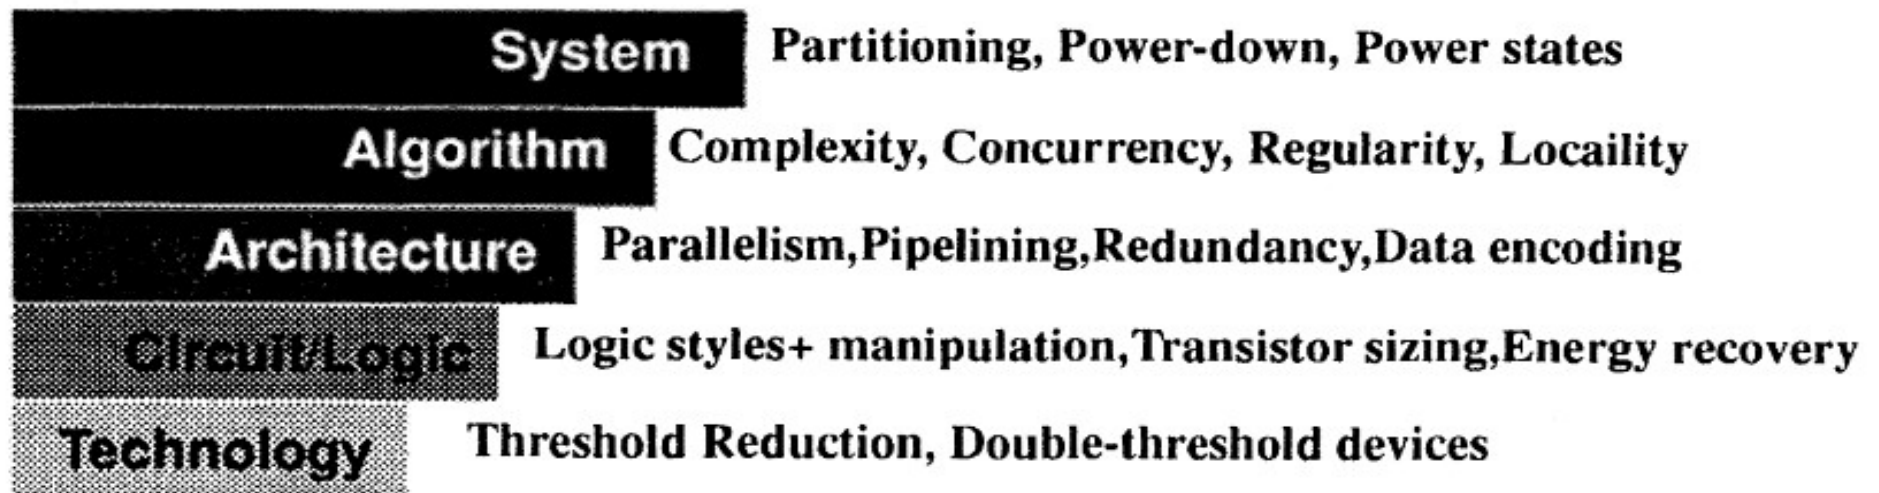 System Partitioning, Power-down, Power states
Algorithm Complexity, Concurrency, Regularity, Locaility
Architecture Parallelism,Pipelining,Redundancy,Data encoding
Circuit/Logic Logic styles+ manipulation,Transistor sizing,Energy recovery
Technology Threshold Reduction, Double-threshold devices